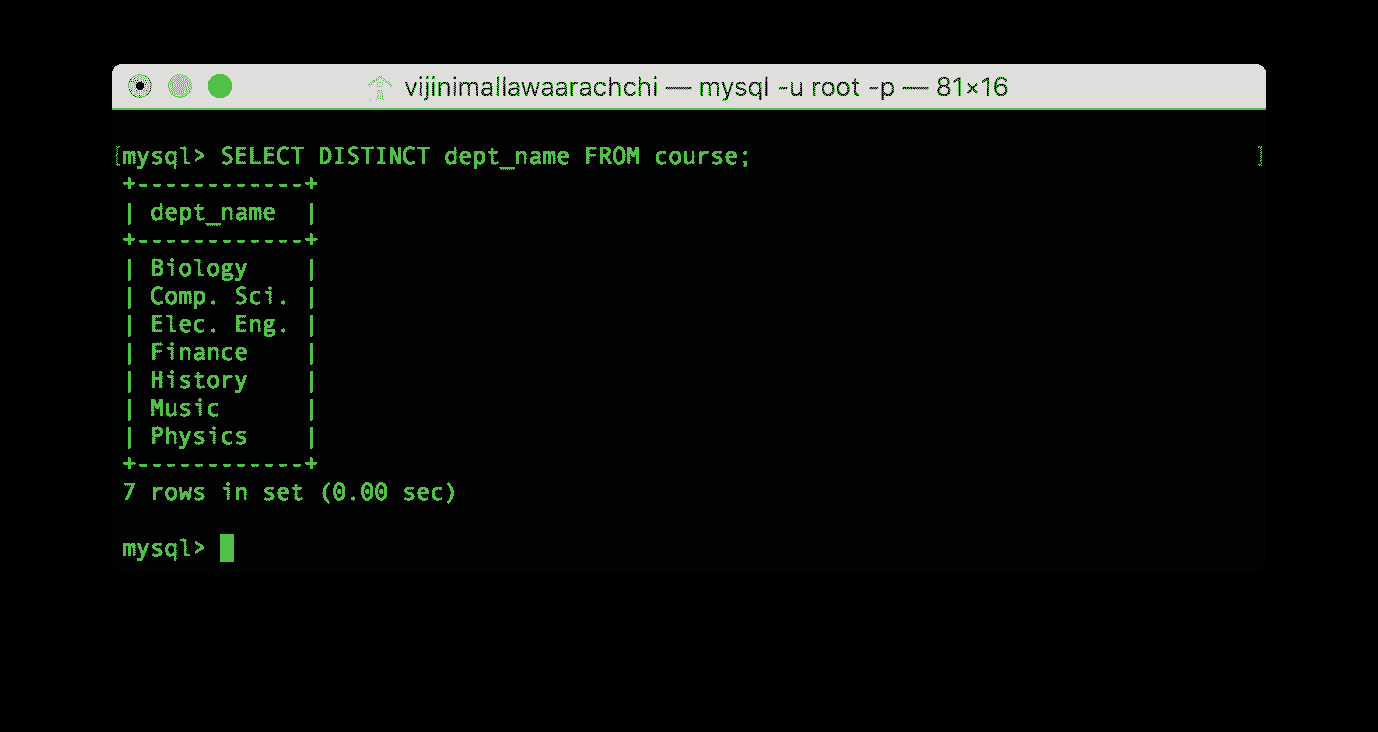 vijinimallawaarachchi — mysql -u root -p — 81×16
[mysql> SELECT DISTINCT dept_name FROM course; ]
+------------+
| dept_name  |
+------------+
| Biology    |
| Comp. Sci. |
| Elec. Eng. |
| Finance    |
| History    |
| Music      |
| Physics    |
+------------+
7 rows in set (0.00 sec)
mysql>